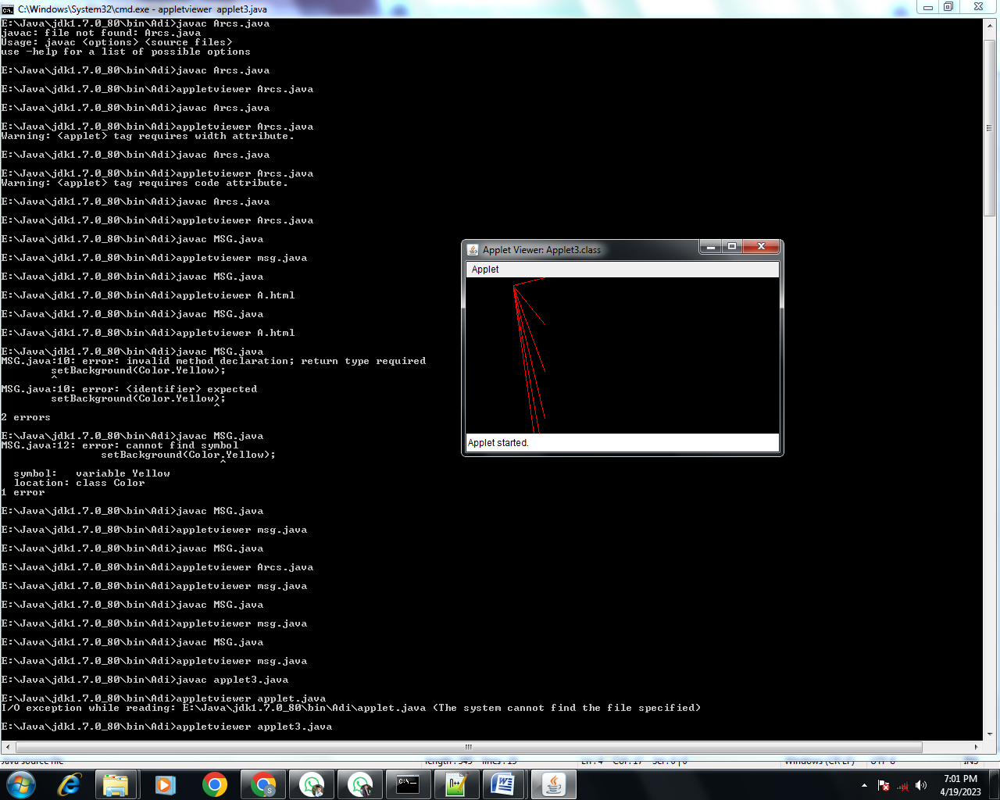 C:\Windows\System32\cmd.exe - appletviewer  applet3.java
E:\Java\jdk1.7.0_80\bin\Adi>javac Arcs.java
javac: file not found: Arcs.java
Usage: javac <options> <source files>
use -help for a list of possible options
E:\Java\jdk1.7.0_80\bin\Adi>javac Arcs.java
E:\Java\jdk1.7.0_80\bin\Adi>appletviewer Arcs.java
E:\Java\jdk1.7.0_80\bin\Adi>javac Arcs.java
E:\Java\jdk1.7.0_80\bin\Adi>appletviewer Arcs.java
Warning: <applet> tag requires width attribute.
E:\Java\jdk1.7.0_80\bin\Adi>javac Arcs.java
E:\Java\jdk1.7.0_80\bin\Adi>appletviewer Arcs.java
Warning: <applet> tag requires code attribute.
E:\Java\jdk1.7.0_80\bin\Adi>javac Arcs.java
E:\Java\jdk1.7.0_80\bin\Adi>appletviewer Arcs.java
E:\Java\jdk1.7.0_80\bin\Adi>javac MSG.java
E:\Java\jdk1.7.0_80\bin\Adi>appletviewer msg.java
E:\Java\jdk1.7.0_80\bin\Adi>javac MSG.java
E:\Java\jdk1.7.0_80\bin\Adi>appletviewer A.html
E:\Java\jdk1.7.0_80\bin\Adi>javac MSG.java
E:\Java\jdk1.7.0_80\bin\Adi>appletviewer A.html
E:\Java\jdk1.7.0_80\bin\Adi>javac MSG.java
MSG.java:10: error: invalid method declaration; return type required
setBackground(Color.Yellow);
^
MSG.java:10: error: <identifier> expected
setBackground(Color.Yellow);
^
2 errors
E:\Java\jdk1.7.0_80\bin\Adi>javac MSG.java
MSG.java:12: error: cannot find symbol
setBackground(Color.Yellow);
^
symbol:   variable Yellow
location: class Color
1 error
E:\Java\jdk1.7.0_80\bin\Adi>javac MSG.java
E:\Java\jdk1.7.0_80\bin\Adi>appletviewer msg.java
E:\Java\jdk1.7.0_80\bin\Adi>javac MSG.java
E:\Java\jdk1.7.0_80\bin\Adi>appletviewer Arcs.java
E:\Java\jdk1.7.0_80\bin\Adi>appletviewer msg.java
E:\Java\jdk1.7.0_80\bin\Adi>javac MSG.java
E:\Java\jdk1.7.0_80\bin\Adi>appletviewer msg.java
E:\Java\jdk1.7.0_80\bin\Adi>javac MSG.java
E:\Java\jdk1.7.0_80\bin\Adi>appletviewer msg.java
E:\Java\jdk1.7.0_80\bin\Adi>javac applet3.java
E:\Java\jdk1.7.0_80\bin\Adi>appletviewer applet.java
I/O exception while reading: E:\Java\jdk1.7.0_80\bin\Adi\applet.java (The system cannot find the file specified)
E:\Java\jdk1.7.0_80\bin\Adi>appletviewer applet3.java
Applet Viewer: Applet3.class
Applet
Applet started.
7:01 PM
4/19/2023